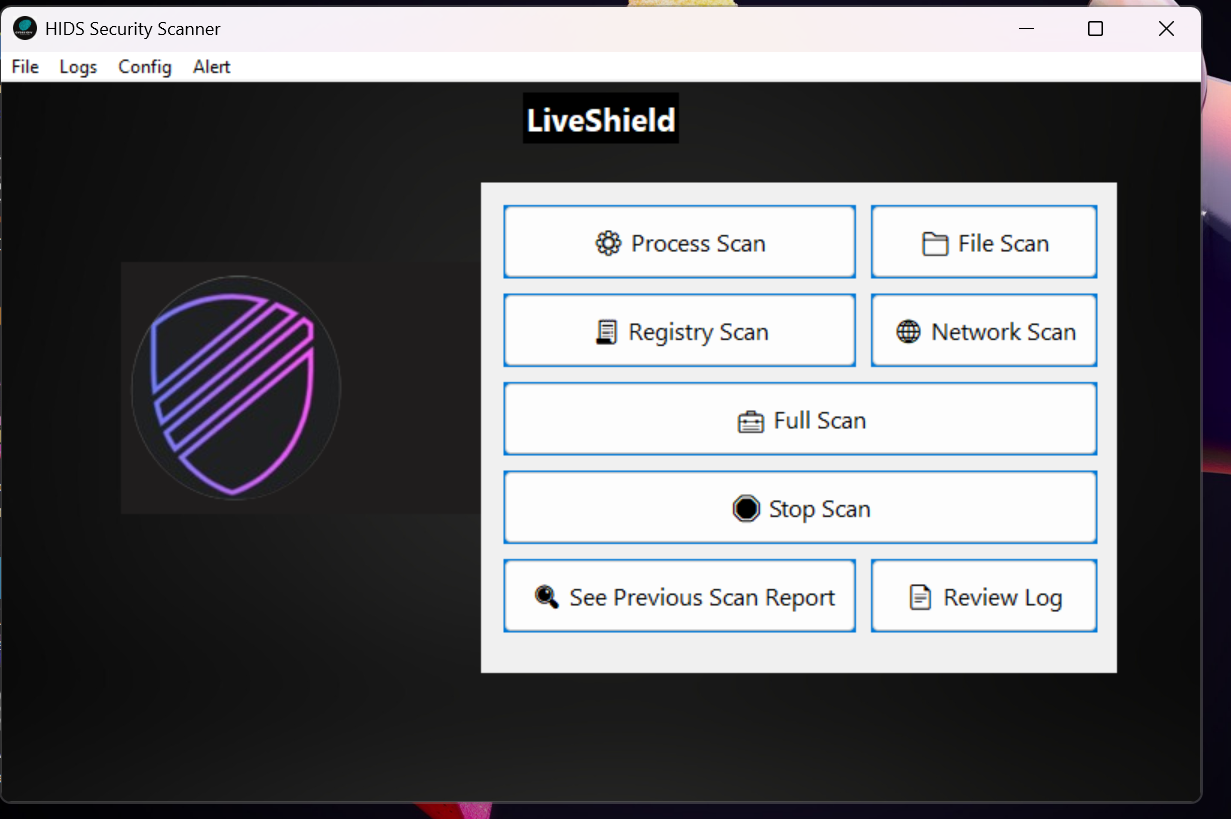 HIDS Security Scanner
File Logs Config Alert
LiveShield
Process Scan
File Scan
Registry Scan
Network Scan
Full Scan
Stop Scan
See Previous Scan Report
Review Log